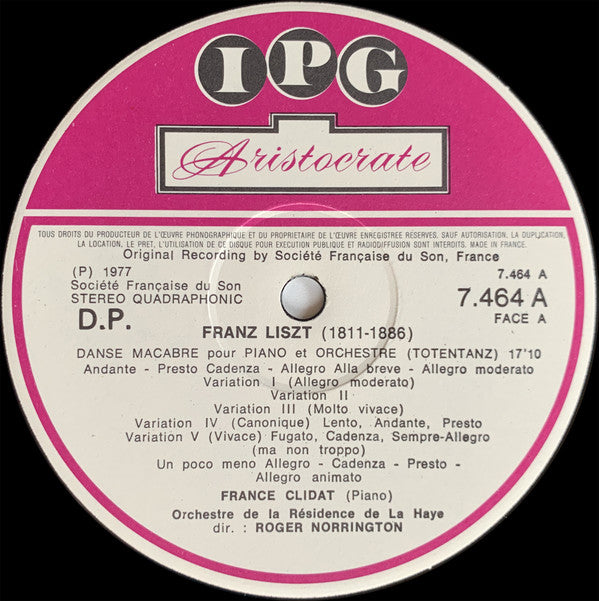 IPG
Aristocrate
TOUS DROITS DU PRODUCTEUR DE L'ŒUVRE PHONOGRAPHIQUE ET DU PROPRIETAIRE DE L'ŒUVRE ENREGISTREE RESERVES. SAUF AUTORISATION, LA DUPLICATION,
LA LOCATION, LE PRET, L'UTILISATION DE CE DISQUE POUR EXECUTION PUBLIQUE ET RADIODIFFUSION SONT INTERDITS. MADE IN FRANCE.
Original Recording by Société Française du Son, France
(P) 1977
Société Française du Son
STEREO QUADRAPHONIC
D.P.
7.464 A
7.464 A
FACE A
FRANZ LISZT (1811-1886)
DANSE MACABRE pour PIANO et ORCHESTRE (TOTENTANZ) 17'10
Andante - Presto Cadenza - Allegro Alla breve - Allegro moderato
Variation I (Allegro moderato)
Variation II
Variation III (Molto vivace)
Variation IV (Canonique) Lento, Andante, Presto
Variation V (Vivace) Fugato, Cadenza, Sempre-Allegro
(ma non troppo)
Un poco meno Allegro - Cadenza - Presto -
Allegro animato
FRANCE CLIDAT (Piano)
Orchestre de la Résidence de La Haye
dir. : ROGER NORRINGTON